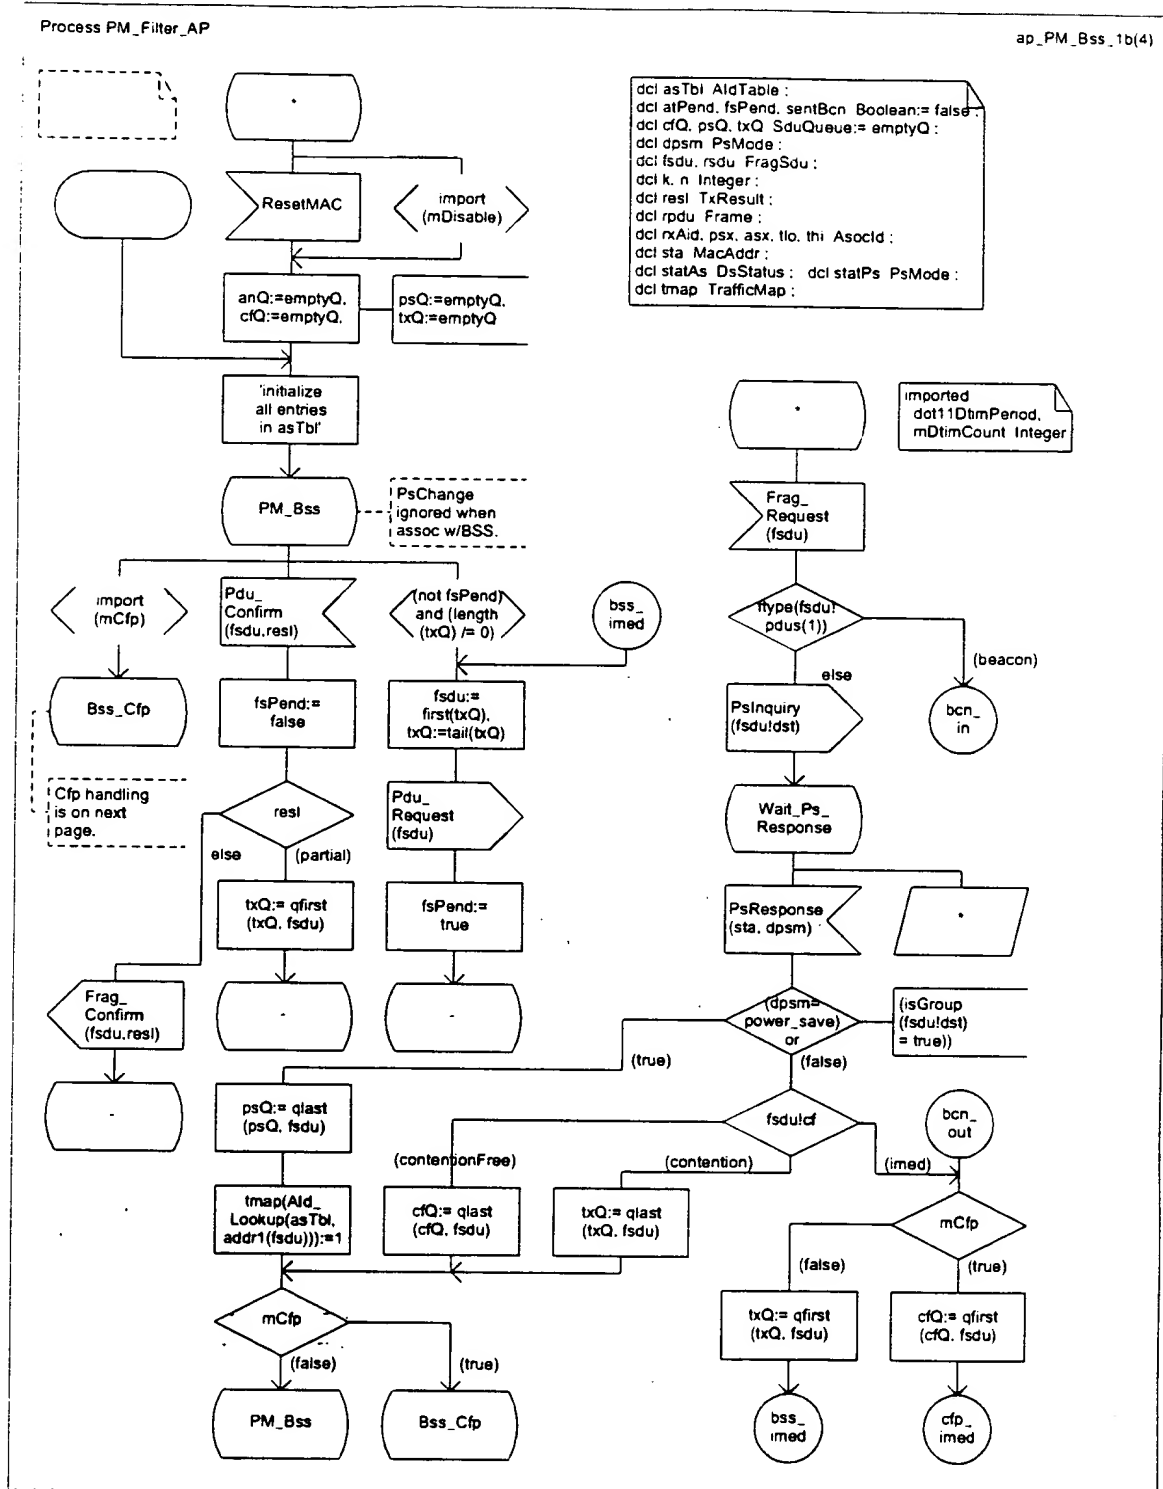 Process PM_Filter_AP
ap_PM_Bss_1b(4)
*
dcl asTbl AIdTable ;
dcl atPend, fsPend, sentBcn Boolean:= false ;
dcl cfQ, psQ, txQ SduQueue:= emptyQ ;
dcl dpsm PsMode ;
dcl fsdu, rsdu FragSdu ;
dcl k, n Integer ;
dcl resl TxResult ;
dcl rpdu Frame ;
dcl rxAid, psx, asx, tlo, thi AsocId ;
dcl sta MacAddr ;
dcl statAs DsStatus ; dcl statPs PsMode ;
dcl tmap TrafficMap ;
ResetMAC
import
(mDisable)
anQ:=emptyQ,
cfQ:=emptyQ,
psQ:=emptyQ,
txQ:=emptyQ
'initialize
all entries
in asTbl'
*
imported
dot11DtimPeriod,
mDtimCount Integer
PM_Bss
PsChange
ignored when
assoc w/BSS.
Frag_
Request
(fsdu)
import
(mCfp)
Pdu_
Confirm
(fsdu,resl)
(not fsPend)
and (length
(txQ) /= 0)
bss_
imed
ftype(fsdu!
pdus(1))
(beacon)
else
Bss_Cfp
fsPend:=
false
fsdu:=
first(txQ),
txQ:=tail(txQ)
PsInquiry
(fsdu!dst)
bcn_
in
Cfp handling
is on next
page.
resl
Pdu_
Request
(fsdu)
Wait_Ps_
Response
else
(partial)
txQ:= qfirst
(txQ, fsdu)
fsPend:=
true
PsResponse
(sta, dpsm)
*
Frag_
Confirm
(fsdu,resl)
-
-
(dpsm=
power_save)
or
(isGroup
(fsdu!dst)
= true))
(true)
(false)
-
psQ:= qlast
(psQ, fsdu)
fsdu!cf
bcn_
out
(contentionFree)
(contention)
(imed)
tmap(AId_
Lookup(asTbl,
addr1(fsdu))):=1
cfQ:= qlast
(cfQ, fsdu)
txQ:= qlast
(txQ, fsdu)
mCfp
(false)
(true)
mCfp
txQ:= qfirst
(txQ, fsdu)
cfQ:= qfirst
(cfQ, fsdu)
(false)
(true)
PM_Bss
Bss_Cfp
bss_
imed
cfp_
imed